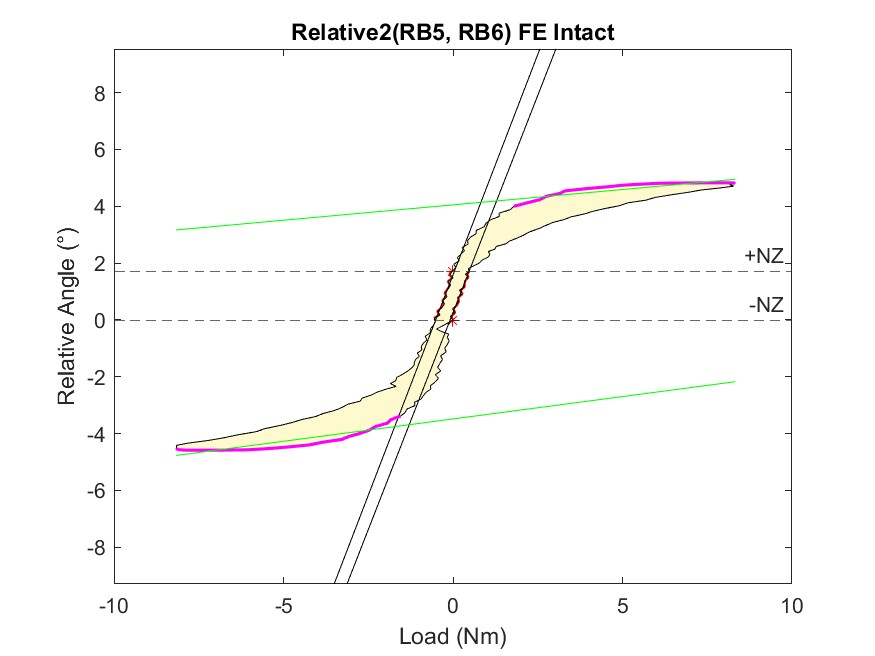 Relative2(RB5, RB6) FE Intact
Relative Angle (°)
8
6
4
2
0
-2
-4
-6
-8
+NZ
-NZ
-10
-5
0
5
10
Load (Nm)